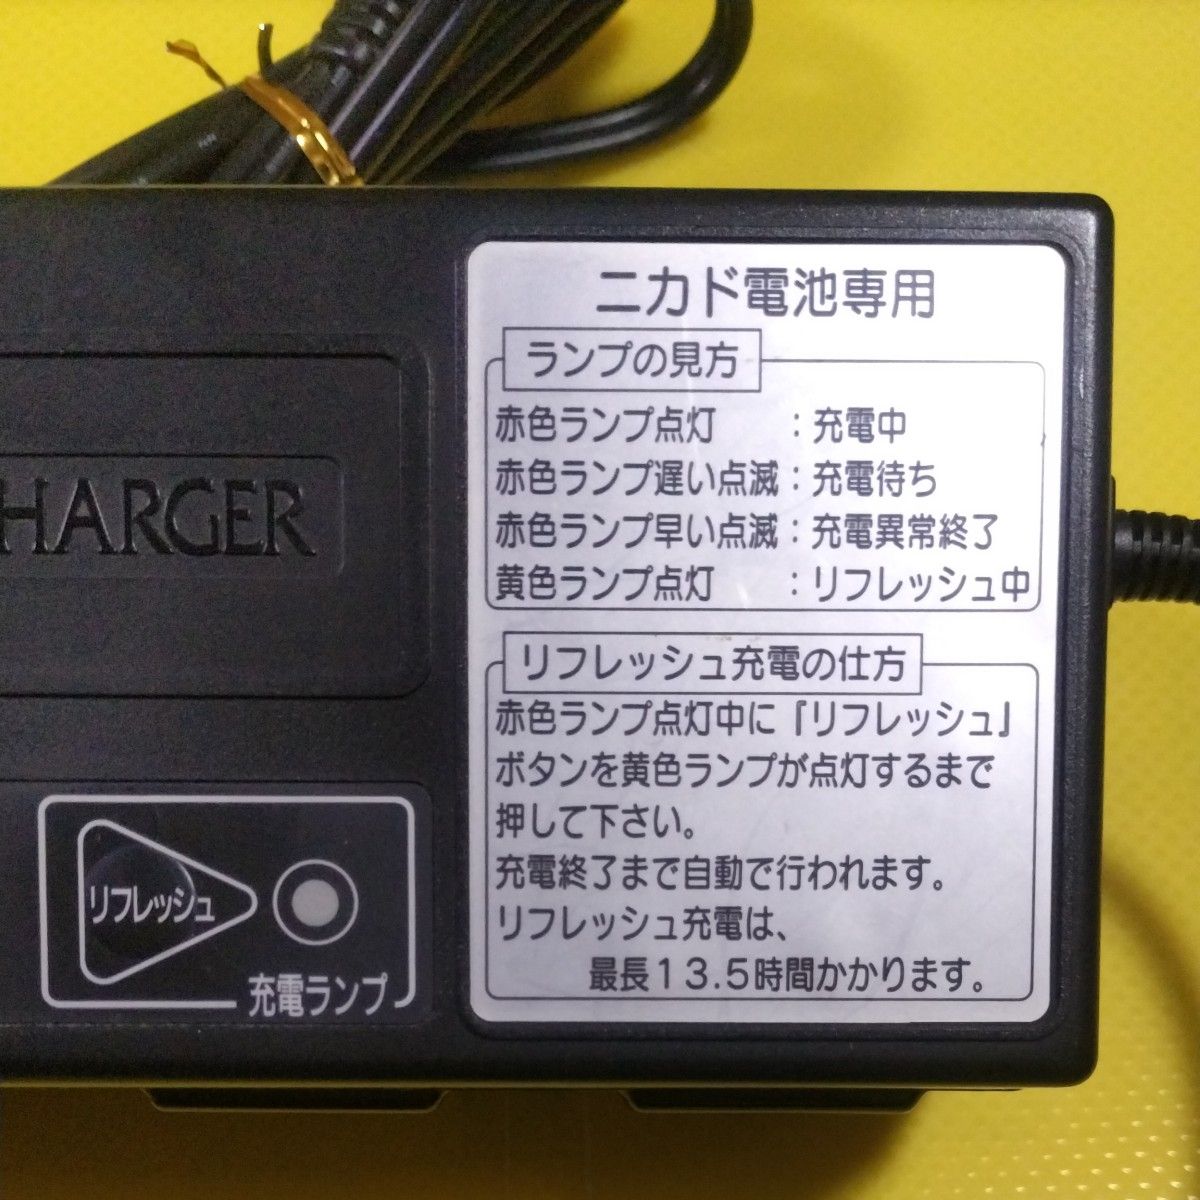 ニカド電池専用
ランプの見方
赤色ランプ点灯　　：充電中
赤色ランプ遅い点滅：充電待ち
赤色ランプ早い点滅：充電異常終了
黄色ランプ点灯　　：リフレッシュ中
リフレッシュ充電の仕方
赤色ランプ点灯中に『リフレッシュ』
ボタンを黄色ランプが点灯するまで
押して下さい。
充電終了まで自動で行われます。
リフレッシュ充電は、
最長１３.５時間かかります。
HARGER
リフレッシュ
充電ランプ